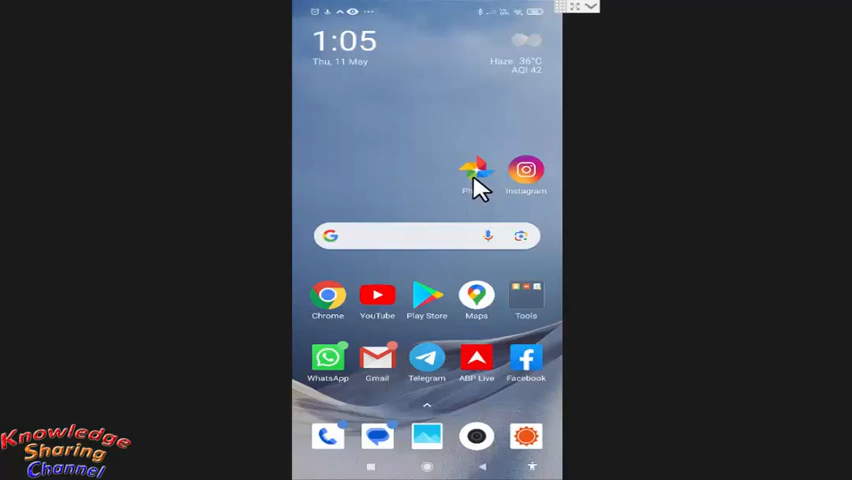 1:05
Thu, 11 May
Haze 36°C
AQI 42
Instagram
Chrome
YouTube
Play Store
Maps
Tools
WhatsApp
Gmail
Telegram
ABP Live
Facebook
Knowledge
Sharing
Channel